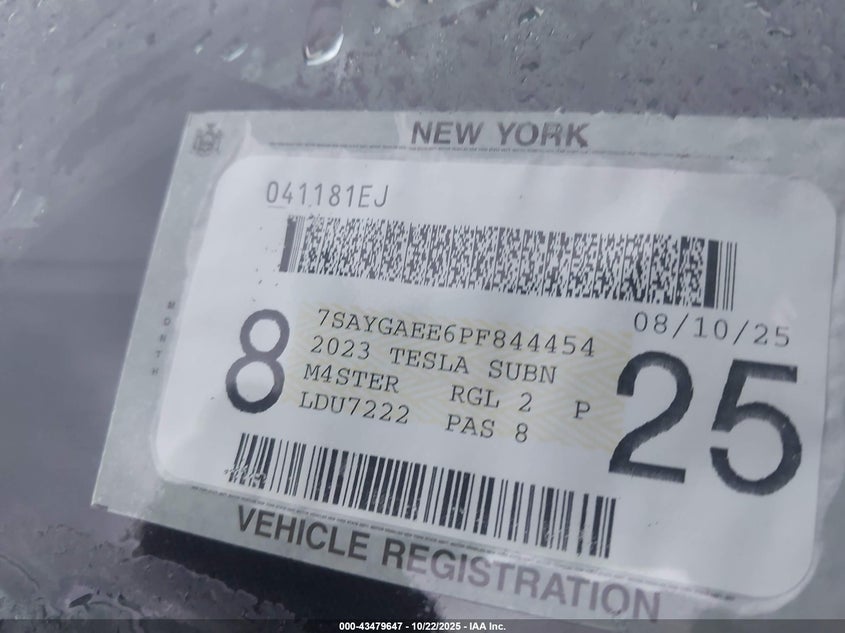 NEW YORK
041181EJ
08/10/25
7SAYGAEE6PF844454
2023 TESLA SUBN
M4STER RGL 2 P
LDU7222 PAS 8
MONTH
8
25
VEHICLE REGISTRATION
000-43479647 - 10/22/2025 - IAA Inc.